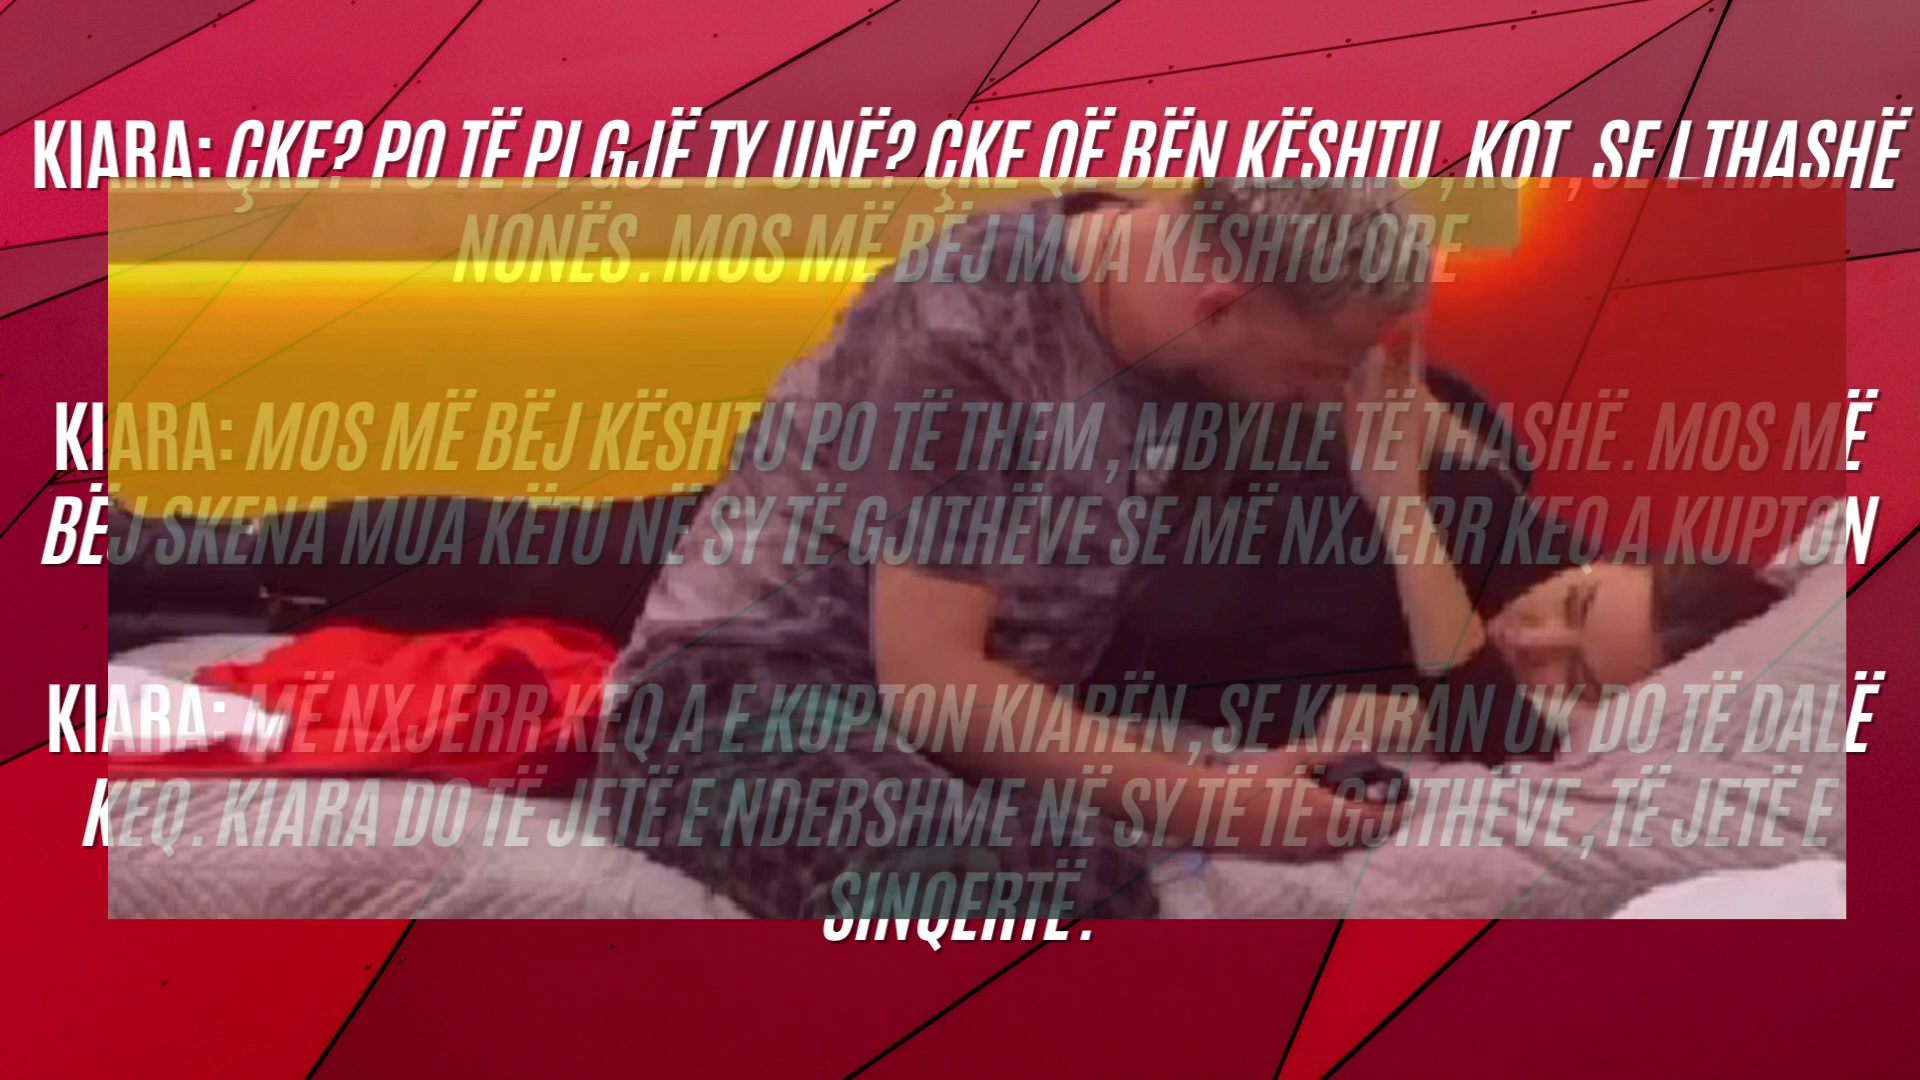 KIARA: ÇKE? PO TË PI GJË TY UNË? ÇKE QË BËN KËSHTU, KOT, SE I THASHË
NONËS. MOS MË BËJ MUA KËSHTU ORE
KIARA: MOS MË BËJ KËSHTU PO TË THEM, MBYLLE TË THASHË. MOS MË
BËJ SKENA MUA KËTU NË SY TË GJITHËVE SE MË NXJERR KEQ A KUPTON
KIARA: MË NXJERR KEQ A E KUPTON KIARËN, SE KIARAN UK DO TË DALË
KEQ. KIARA DO TË JETË E NDERSHME NË SY TË TË GJITHËVE, TË JETË E
SINQERTË.